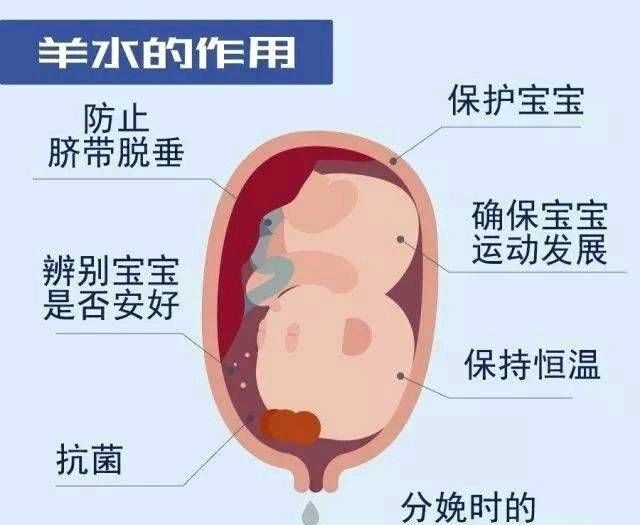 羊水的作用
防止
脐带脱垂
保护宝宝
确保宝宝
运动发展
辨别宝宝
是否安好
保持恒温
抗菌
分娩时的